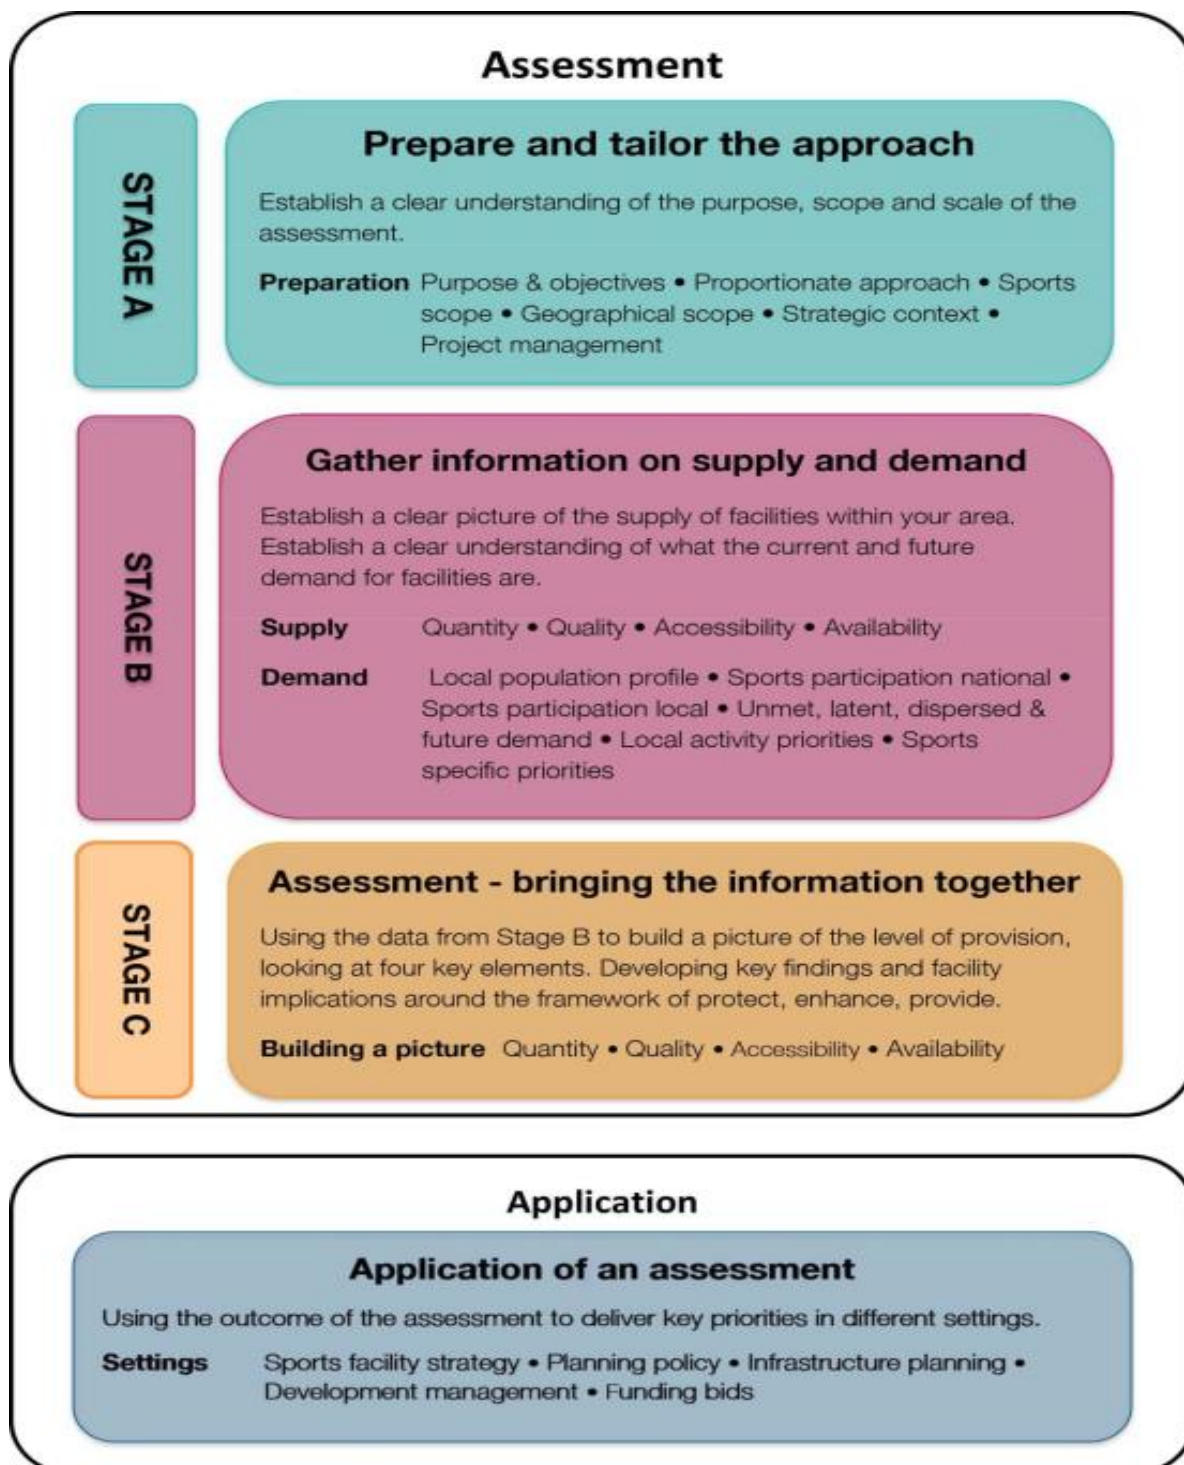 Assessment
STAGE A
Prepare and tailor the approach
Establish a clear understanding of the purpose, scope and scale of the
assessment.
Preparation Purpose & objectives • Proportionate approach • Sports
scope • Geographical scope • Strategic context •
Project management
STAGE B
Gather information on supply and demand
Establish a clear picture of the supply of facilities within your area.
Establish a clear understanding of what the current and future
demand for facilities are.
Supply Quantity • Quality • Accessibility • Availability
Demand Local population profile • Sports participation national •
Sports participation local • Unmet, latent, dispersed &
future demand • Local activity priorities • Sports
specific priorities
STAGE C
Assessment - bringing the information together
Using the data from Stage B to build a picture of the level of provision,
looking at four key elements. Developing key findings and facility
implications around the framework of protect, enhance, provide.
Building a picture Quantity • Quality • Accessibility • Availability
Application
Application of an assessment
Using the outcome of the assessment to deliver key priorities in different settings.
Settings Sports facility strategy • Planning policy • Infrastructure planning •
Development management • Funding bids